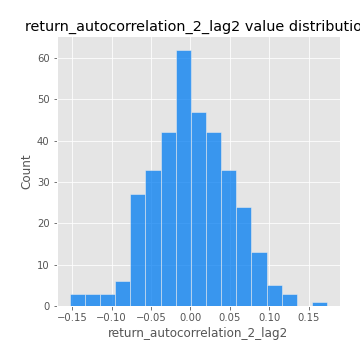 return_autocorrelation_2_lag2 value distributio
60
50
40
30
20
10
0
Count
−0.15 −0.10 −0.05 0.00 0.05 0.10 0.15
return_autocorrelation_2_lag2